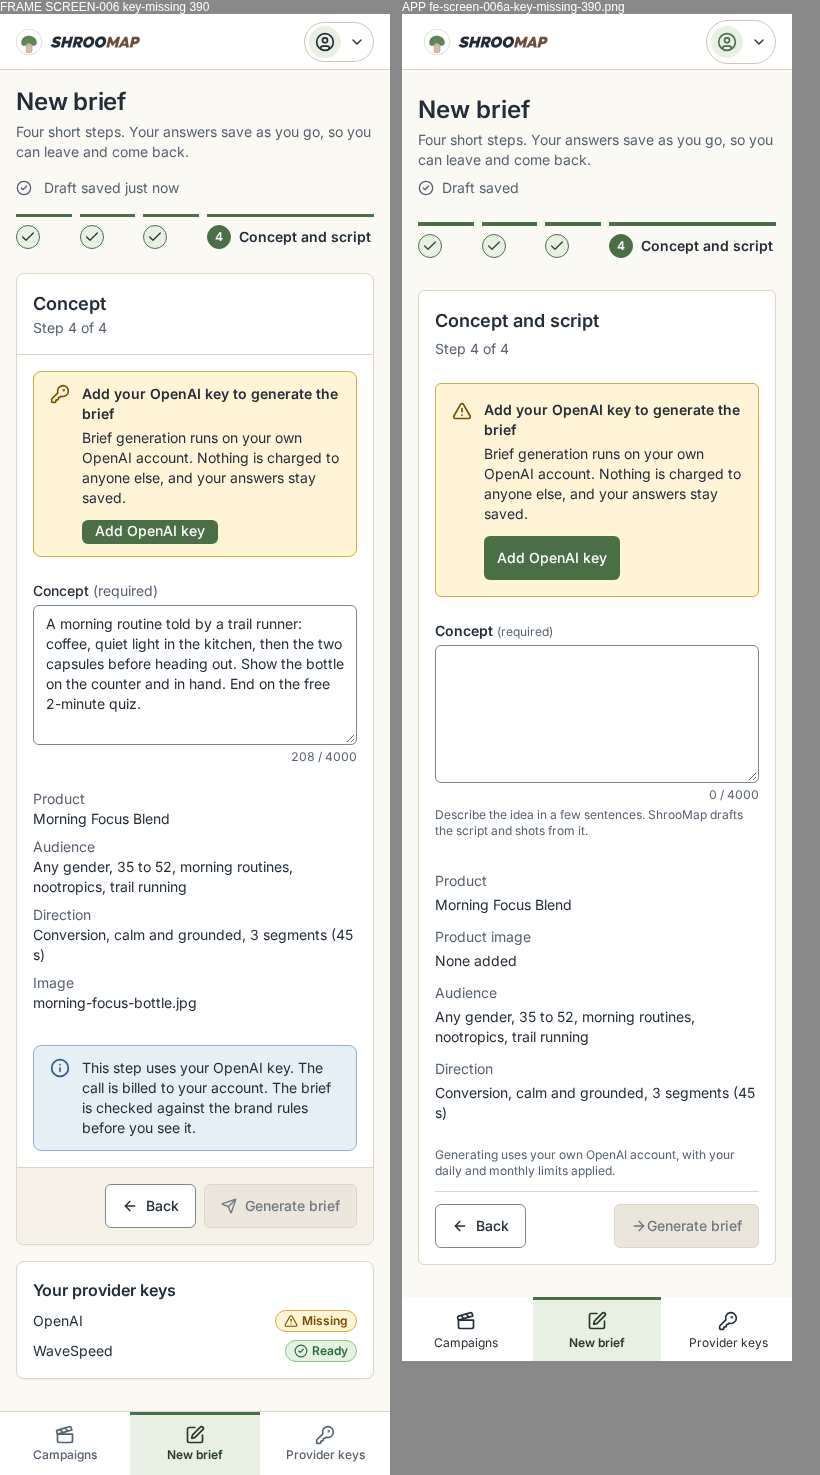 FRAME SCREEN-006 key-missing 390
SHROOMAP
New brief
Four short steps. Your answers save as you go, so you
can leave and come back.
Draft saved just now
4 Concept and script
Concept
Step 4 of 4
Add your OpenAI key to generate the
brief
Brief generation runs on your own
OpenAI account. Nothing is charged to
anyone else, and your answers stay
saved.
Add OpenAI key
Concept (required)
A morning routine told by a trail runner:
coffee, quiet light in the kitchen, then the two
capsules before heading out. Show the bottle
on the counter and in hand. End on the free
2-minute quiz.
208 / 4000
Product
Morning Focus Blend
Audience
Any gender, 35 to 52, morning routines,
nootropics, trail running
Direction
Conversion, calm and grounded, 3 segments (45
s)
Image
morning-focus-bottle.jpg
This step uses your OpenAI key. The
call is billed to your account. The brief
is checked against the brand rules
before you see it.
Back
Generate brief
Your provider keys
OpenAI
Missing
WaveSpeed
Ready
Campaigns
New brief
Provider keys
APP fe-screen-006a-key-missing-390.png
SHROOMAP
New brief
Four short steps. Your answers save as you go, so you
can leave and come back.
Draft saved
4 Concept and script
Concept and script
Step 4 of 4
Add your OpenAI key to generate the
brief
Brief generation runs on your own
OpenAI account. Nothing is charged to
anyone else, and your answers stay
saved.
Add OpenAI key
Concept (required)
0 / 4000
Describe the idea in a few sentences. ShrooMap drafts
the script and shots from it.
Product
Morning Focus Blend
Product image
None added
Audience
Any gender, 35 to 52, morning routines,
nootropics, trail running
Direction
Conversion, calm and grounded, 3 segments (45
s)
Generating uses your own OpenAI account, with your
daily and monthly limits applied.
Back
Generate brief
Campaigns
New brief
Provider keys